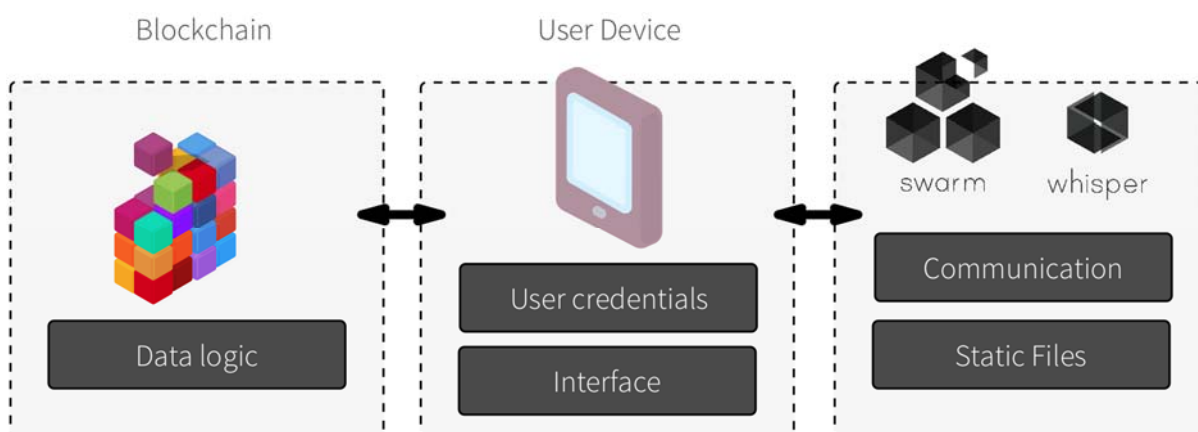 Blockchain
User Device
swarm
whisper
Data logic
User credentials
Interface
Communication
Static Files